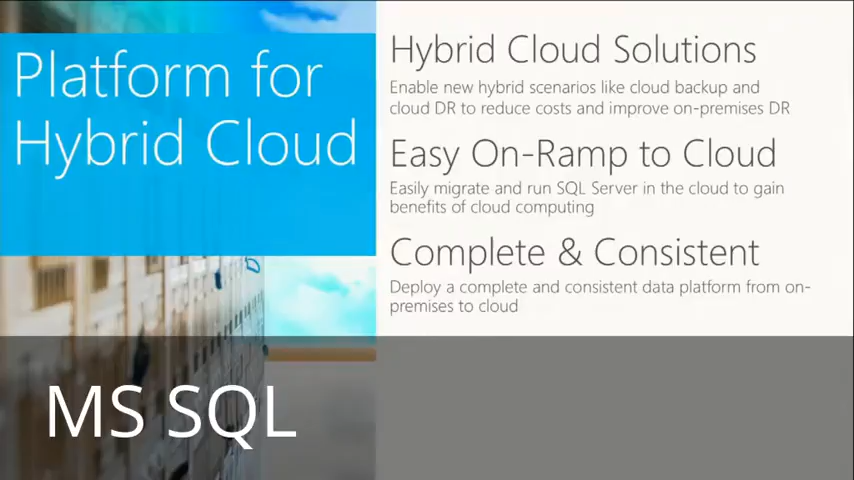 Platform for
Hybrid Cloud
Hybrid Cloud Solutions
Enable new hybrid scenarios like cloud backup and
cloud DR to reduce costs and improve on-premises DR
Easy On-Ramp to Cloud
Easily migrate and run SQL Server in the cloud to gain
benefits of cloud computing
Complete & Consistent
Deploy a complete and consistent data platform from on-
premises to cloud
MS SQL